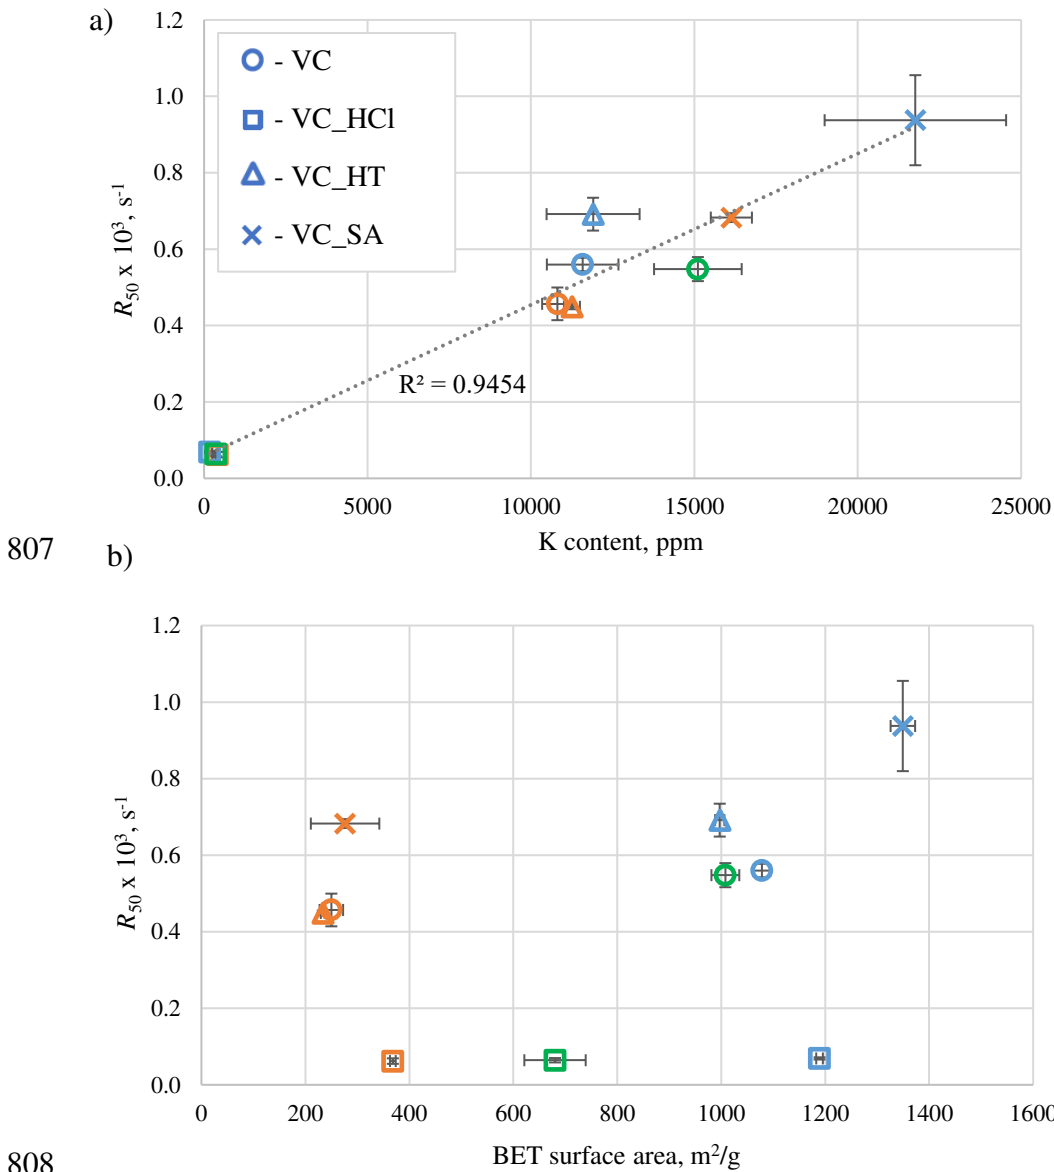 a)
1.2
1.0
0.8
0.6
0.4
0.2
0.0
R50 x 10³, s⁻¹
- VC
- VC_HCl
- VC_HT
- VC_SA
R² = 0.9454
0 5000 10000 15000 20000 25000
K content, ppm
807
b)
1.2
1.0
0.8
0.6
0.4
0.2
0.0
R50 x 10³, s⁻¹
0 200 400 600 800 1000 1200 1400 1600
BET surface area, m²/g
808